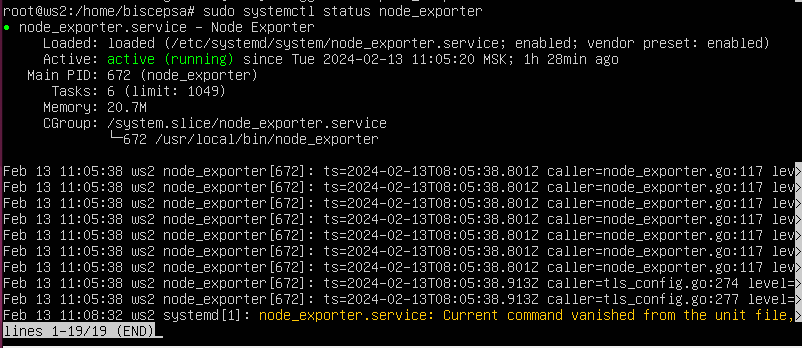 root@ws2:/home/biscepsa# sudo systemctl status node_exporter
● node_exporter.service - Node Exporter
Loaded: loaded (/etc/systemd/system/node_exporter.service; enabled; vendor preset: enabled)
Active: active (running) since Tue 2024-02-13 11:05:20 MSK; 1h 28min ago
Main PID: 672 (node_exporter)
Tasks: 6 (limit: 1049)
Memory: 20.7M
CGroup: /system.slice/node_exporter.service
└─672 /usr/local/bin/node_exporter
Feb 13 11:05:38 ws2 node_exporter[672]: ts=2024-02-13T08:05:38.801Z caller=node_exporter.go:117 lev>
Feb 13 11:05:38 ws2 node_exporter[672]: ts=2024-02-13T08:05:38.801Z caller=node_exporter.go:117 lev>
Feb 13 11:05:38 ws2 node_exporter[672]: ts=2024-02-13T08:05:38.801Z caller=node_exporter.go:117 lev>
Feb 13 11:05:38 ws2 node_exporter[672]: ts=2024-02-13T08:05:38.801Z caller=node_exporter.go:117 lev>
Feb 13 11:05:38 ws2 node_exporter[672]: ts=2024-02-13T08:05:38.801Z caller=node_exporter.go:117 lev>
Feb 13 11:05:38 ws2 node_exporter[672]: ts=2024-02-13T08:05:38.801Z caller=node_exporter.go:117 lev>
Feb 13 11:05:38 ws2 node_exporter[672]: ts=2024-02-13T08:05:38.801Z caller=node_exporter.go:117 lev>
Feb 13 11:05:38 ws2 node_exporter[672]: ts=2024-02-13T08:05:38.913Z caller=tls_config.go:274 level=>
Feb 13 11:05:38 ws2 node_exporter[672]: ts=2024-02-13T08:05:38.913Z caller=tls_config.go:277 level=>
Feb 13 11:08:32 ws2 systemd[1]: node_exporter.service: Current command vanished from the unit file,>
lines 1-19/19 (END)